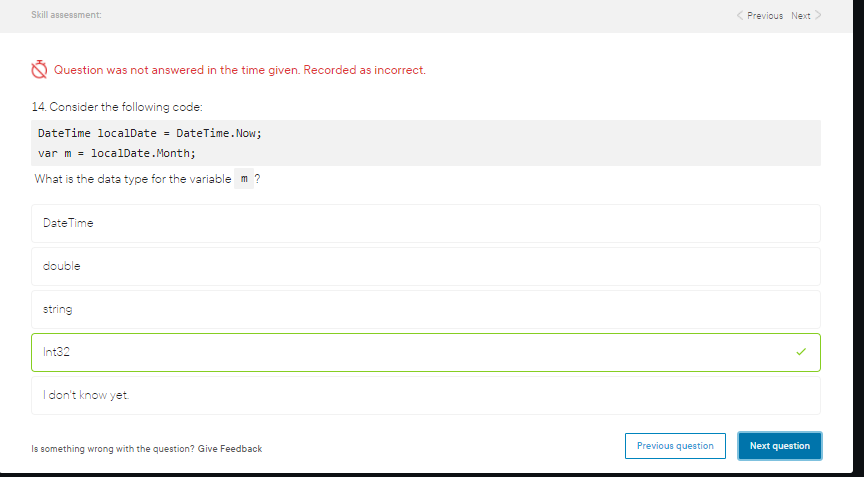 Skill assessment:
Previous Next
Question was not answered in the time given. Recorded as incorrect.
14. Consider the following code:
DateTime localDate = DateTime.Now;
var m = localDate.Month;
What is the data type for the variable m ?
DateTime
double
string
Int32
I don't know yet.
Is something wrong with the question? Give Feedback
Previous question
Next question